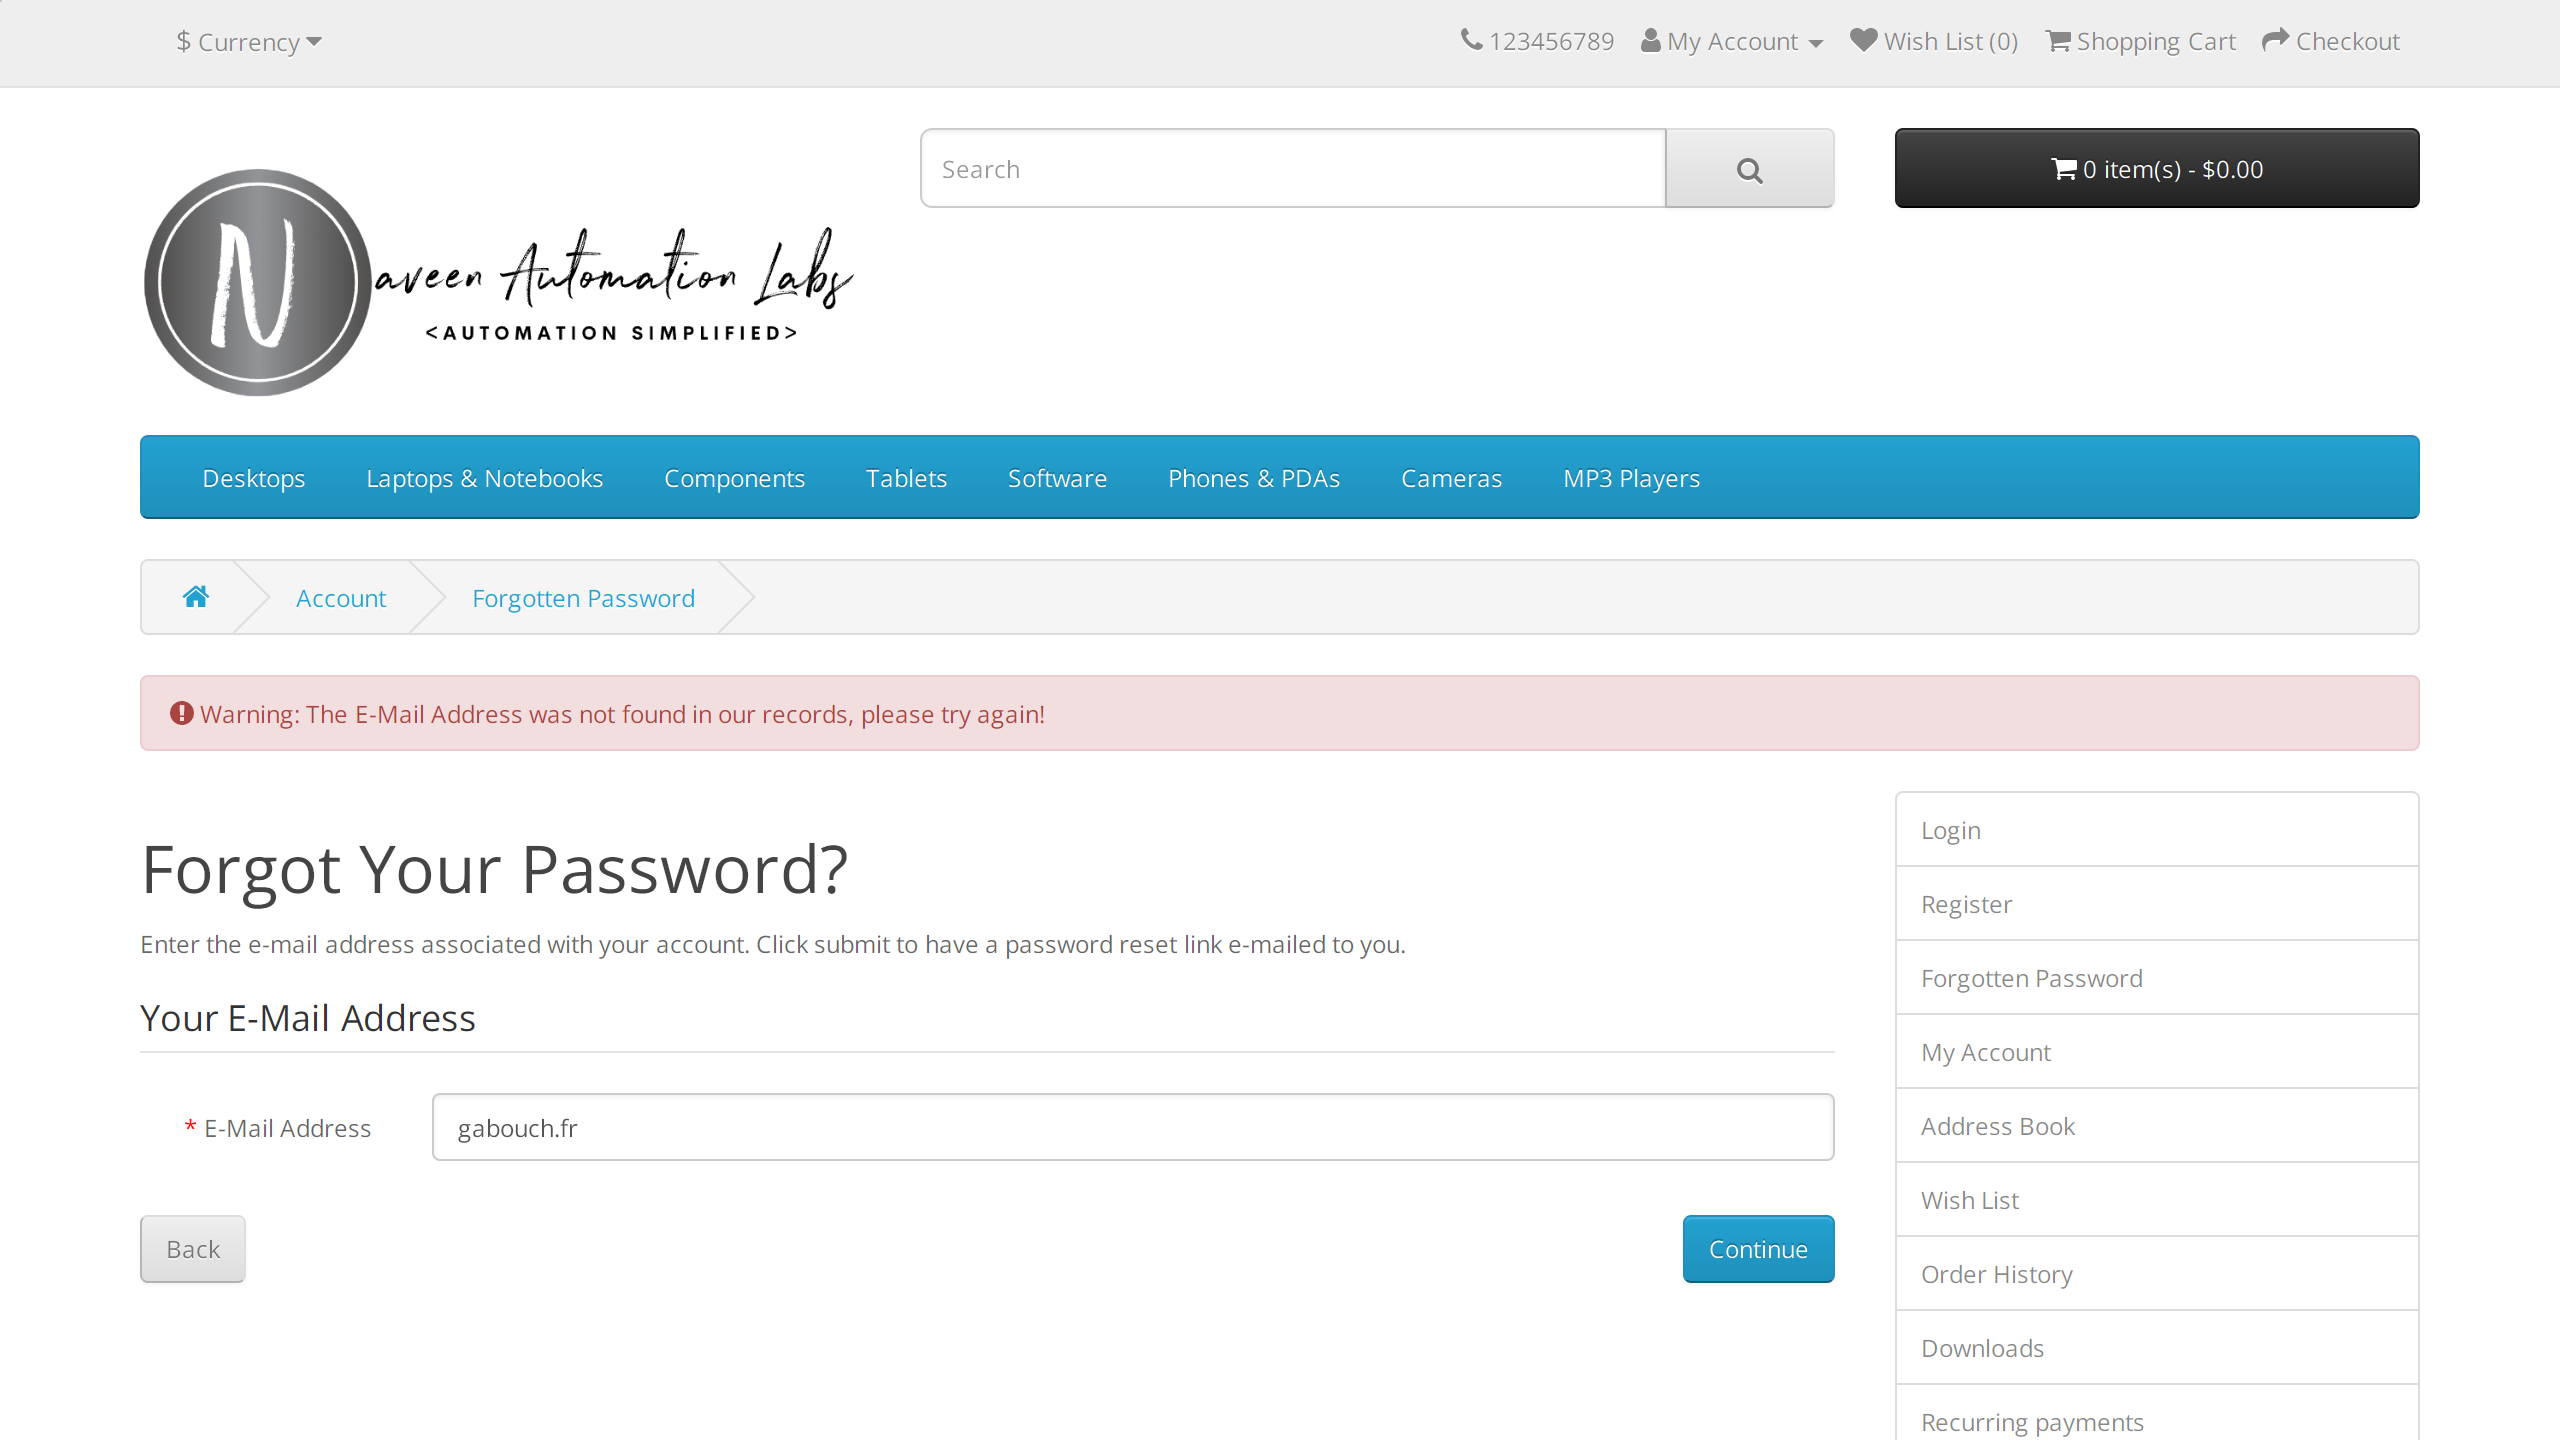 $ Currency
123456789 My Account Wish List (0) Shopping Cart Checkout
Search
0 item(s) - $0.00
Naveen Automation Labs
<AUTOMATION SIMPLIFIED>
Desktops Laptops & Notebooks Components Tablets Software Phones & PDAs Cameras MP3 Players
Account Forgotten Password
Warning: The E-Mail Address was not found in our records, please try again!
Forgot Your Password?
Enter the e-mail address associated with your account. Click submit to have a password reset link e-mailed to you.
Your E-Mail Address
* E-Mail Address gabouch.fr
Back Continue
Login
Register
Forgotten Password
My Account
Address Book
Wish List
Order History
Downloads
Recurring payments